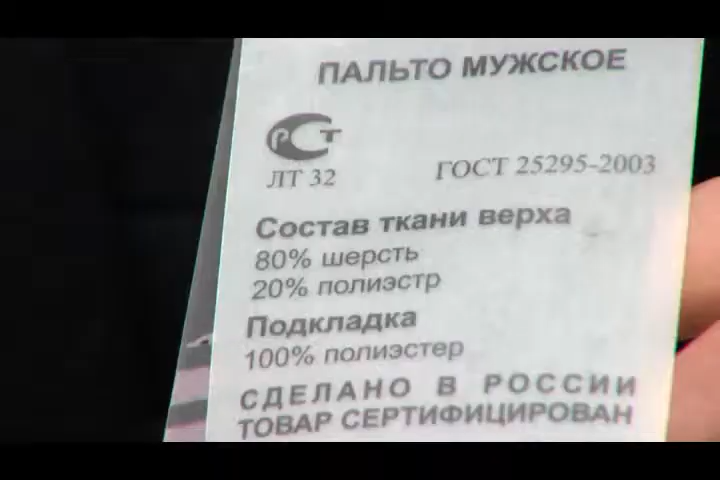 ПАЛЬТО МУЖСКОЕ
РСТ
ЛТ 32
ГОСТ 25295-2003
Состав ткани верха
80% шерсть
20% полиэстр
Подкладка
100% полиэстер
СДЕЛАНО В РОССИИ
ТОВАР СЕРТИФИЦИРОВАН